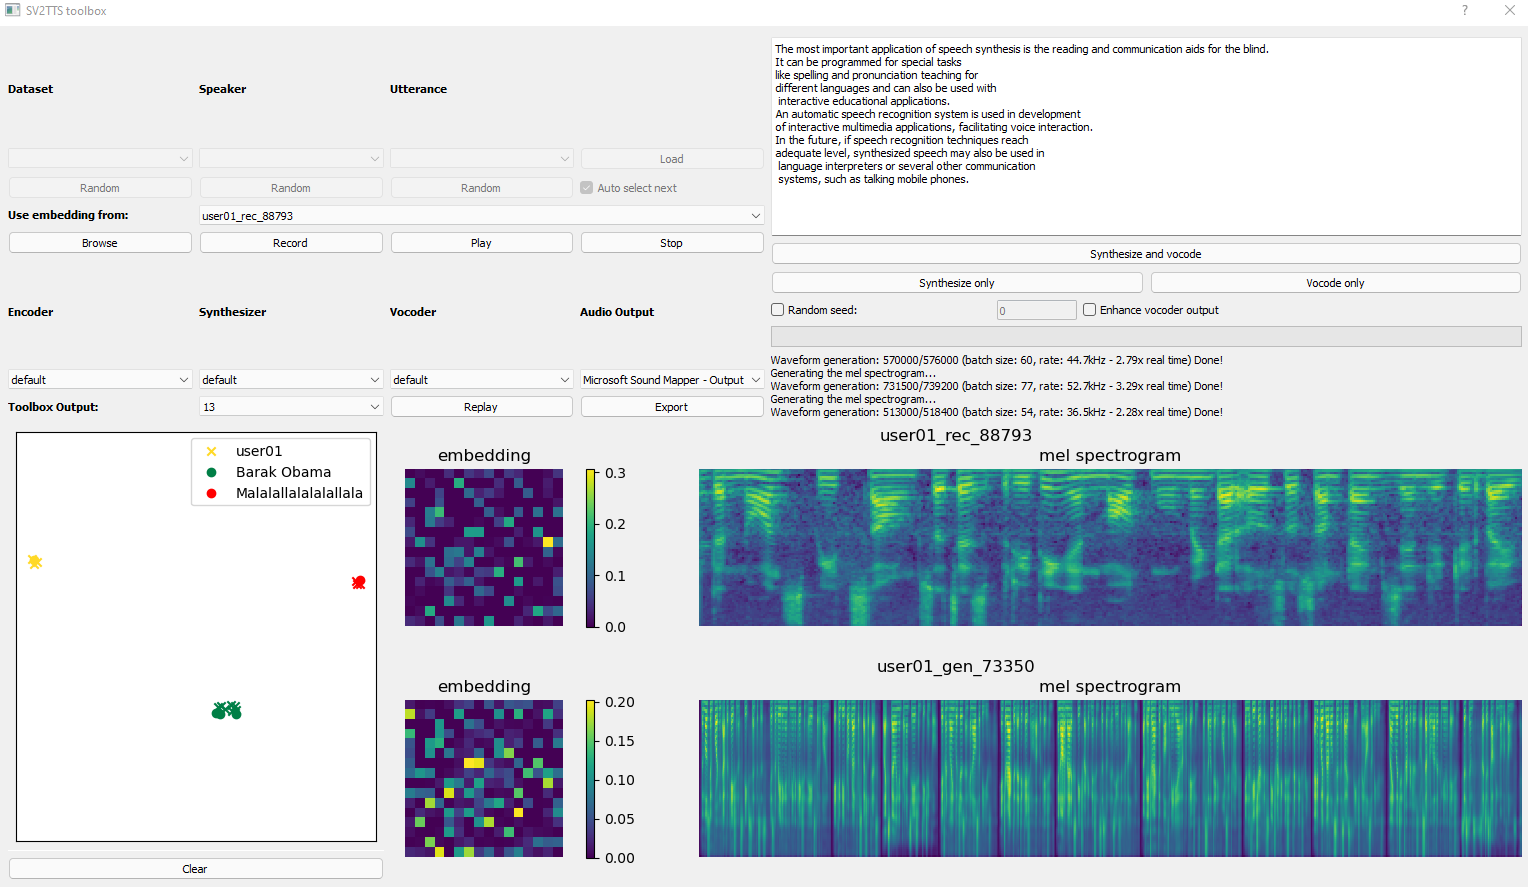 SV2TTS toolbox
?
Dataset
Speaker
Utterance
Load
Random
Random
Random
Auto select next
Use embedding from:
user01_rec_88793
Browse
Record
Play
Stop
Encoder
Synthesizer
Vocoder
Audio Output
default
default
default
Microsoft Sound Mapper - Output
Toolbox Output:
13
Replay
Export
The most important application of speech synthesis is the reading and communication aids for the blind.
It can be programmed for special tasks
like spelling and pronunciation teaching for
different languages and can also be used with
interactive educational applications.
An automatic speech recognition system is used in development
of interactive multimedia applications, facilitating voice interaction.
In the future, if speech recognition techniques reach
adequate level, synthesized speech may also be used in
language interpreters or several other communication
systems, such as talking mobile phones.
Synthesize and vocode
Synthesize only
Vocode only
Random seed:
0
Enhance vocoder output
Waveform generation: 570000/576000 (batch size: 60, rate: 44.7kHz - 2.79x real time) Done!
Generating the mel spectrogram...
Waveform generation: 731500/739200 (batch size: 77, rate: 52.7kHz - 3.29x real time) Done!
Generating the mel spectrogram...
Waveform generation: 513000/518400 (batch size: 54, rate: 36.5kHz - 2.28x real time) Done!
user01
Barak Obama
Malalallalalalallala
Clear
user01_rec_88793
embedding
mel spectrogram
0.3
0.2
0.1
0.0
user01_gen_73350
embedding
mel spectrogram
0.20
0.15
0.10
0.05
0.00